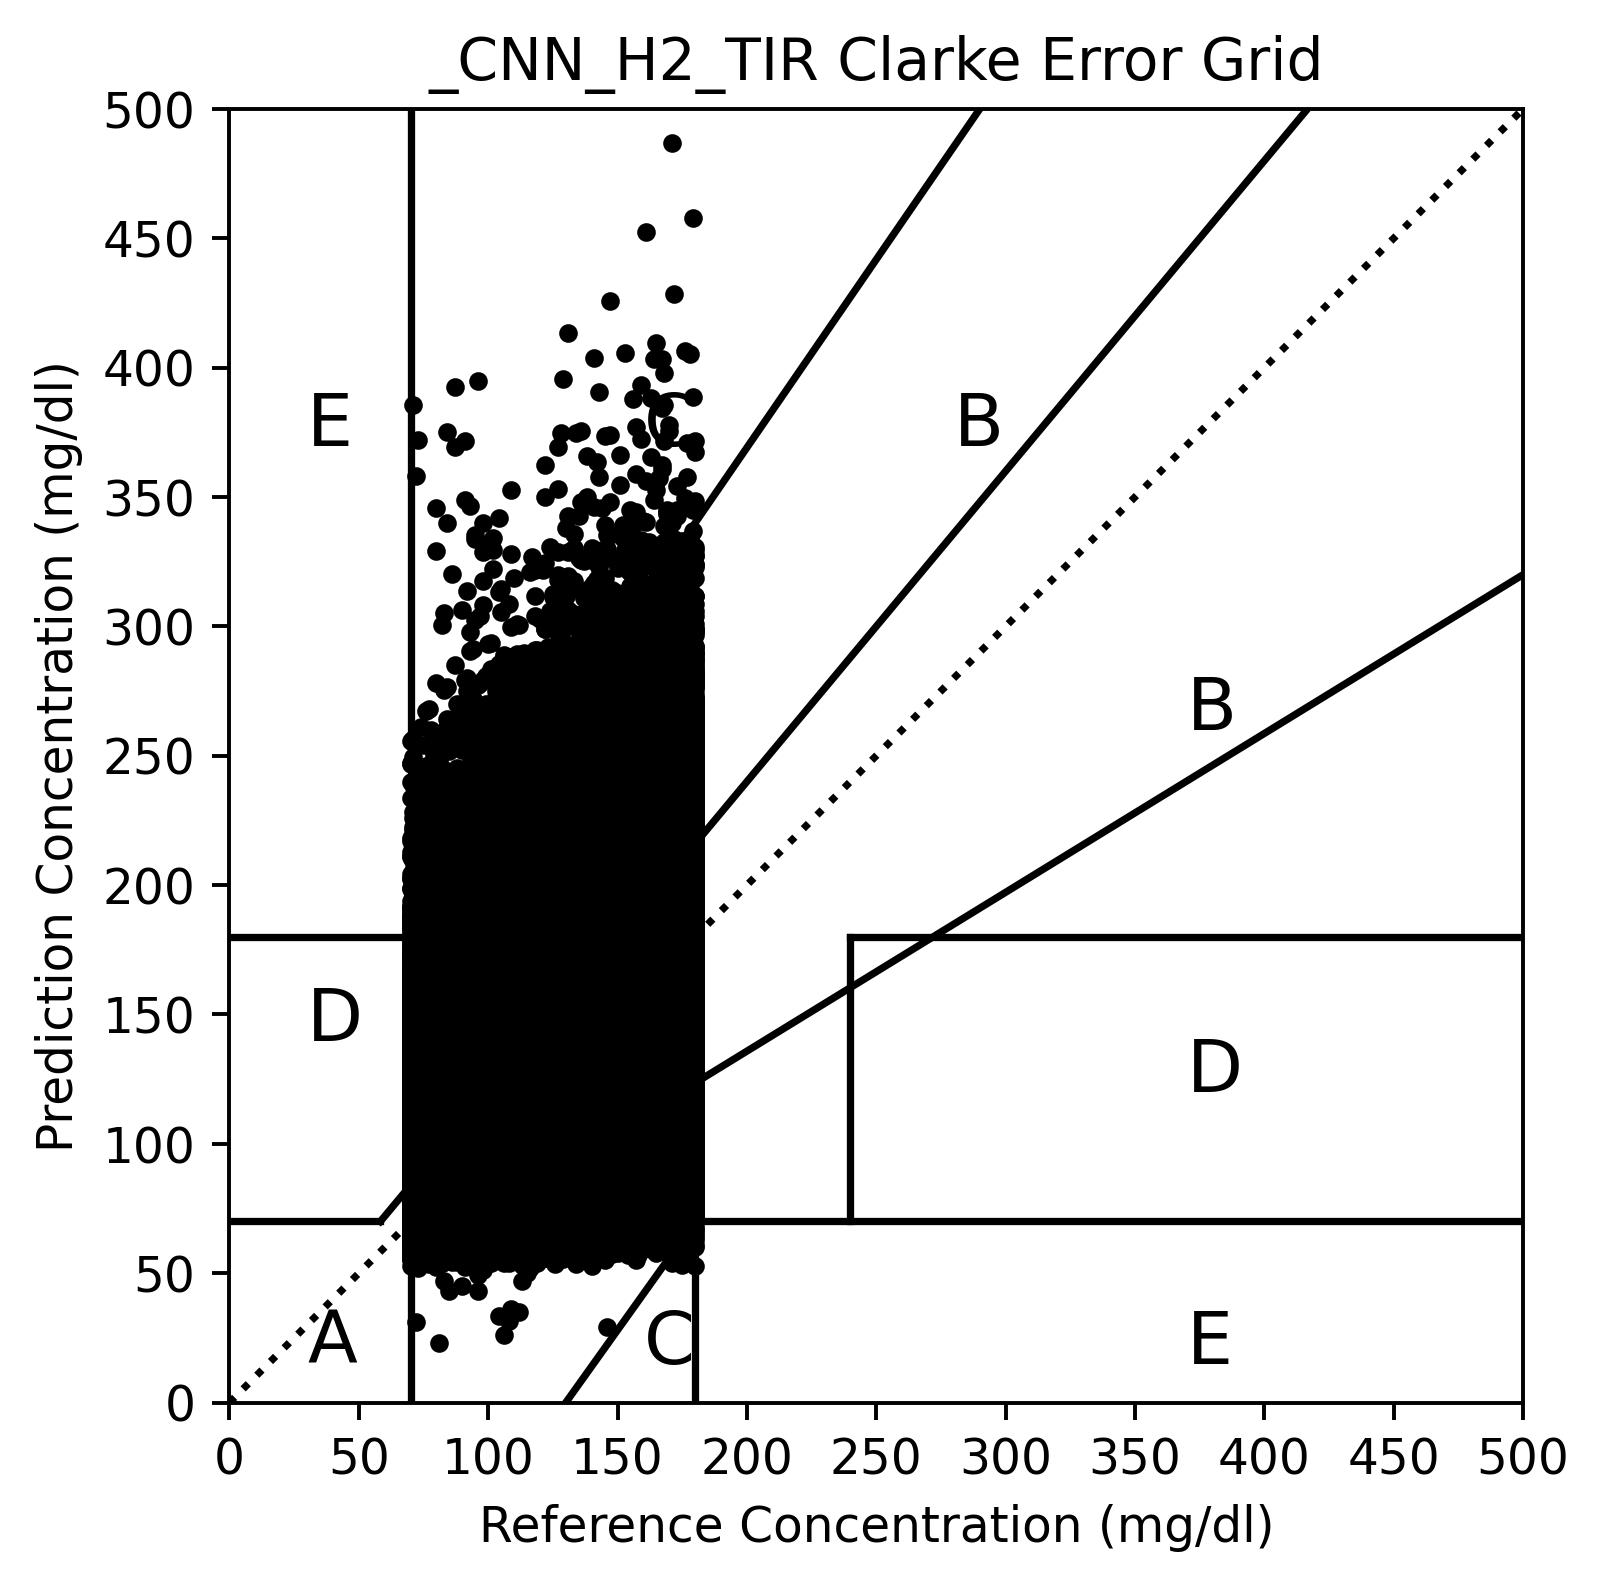 _CNN_H2_TIR Clarke Error Grid
500
450
400
350
300
250
200
150
100
50
0
Prediction Concentration (mg/dl)
E
B
C
B
D
D
A
C
E
0 50 100 150 200 250 300 350 400 450 500
Reference Concentration (mg/dl)